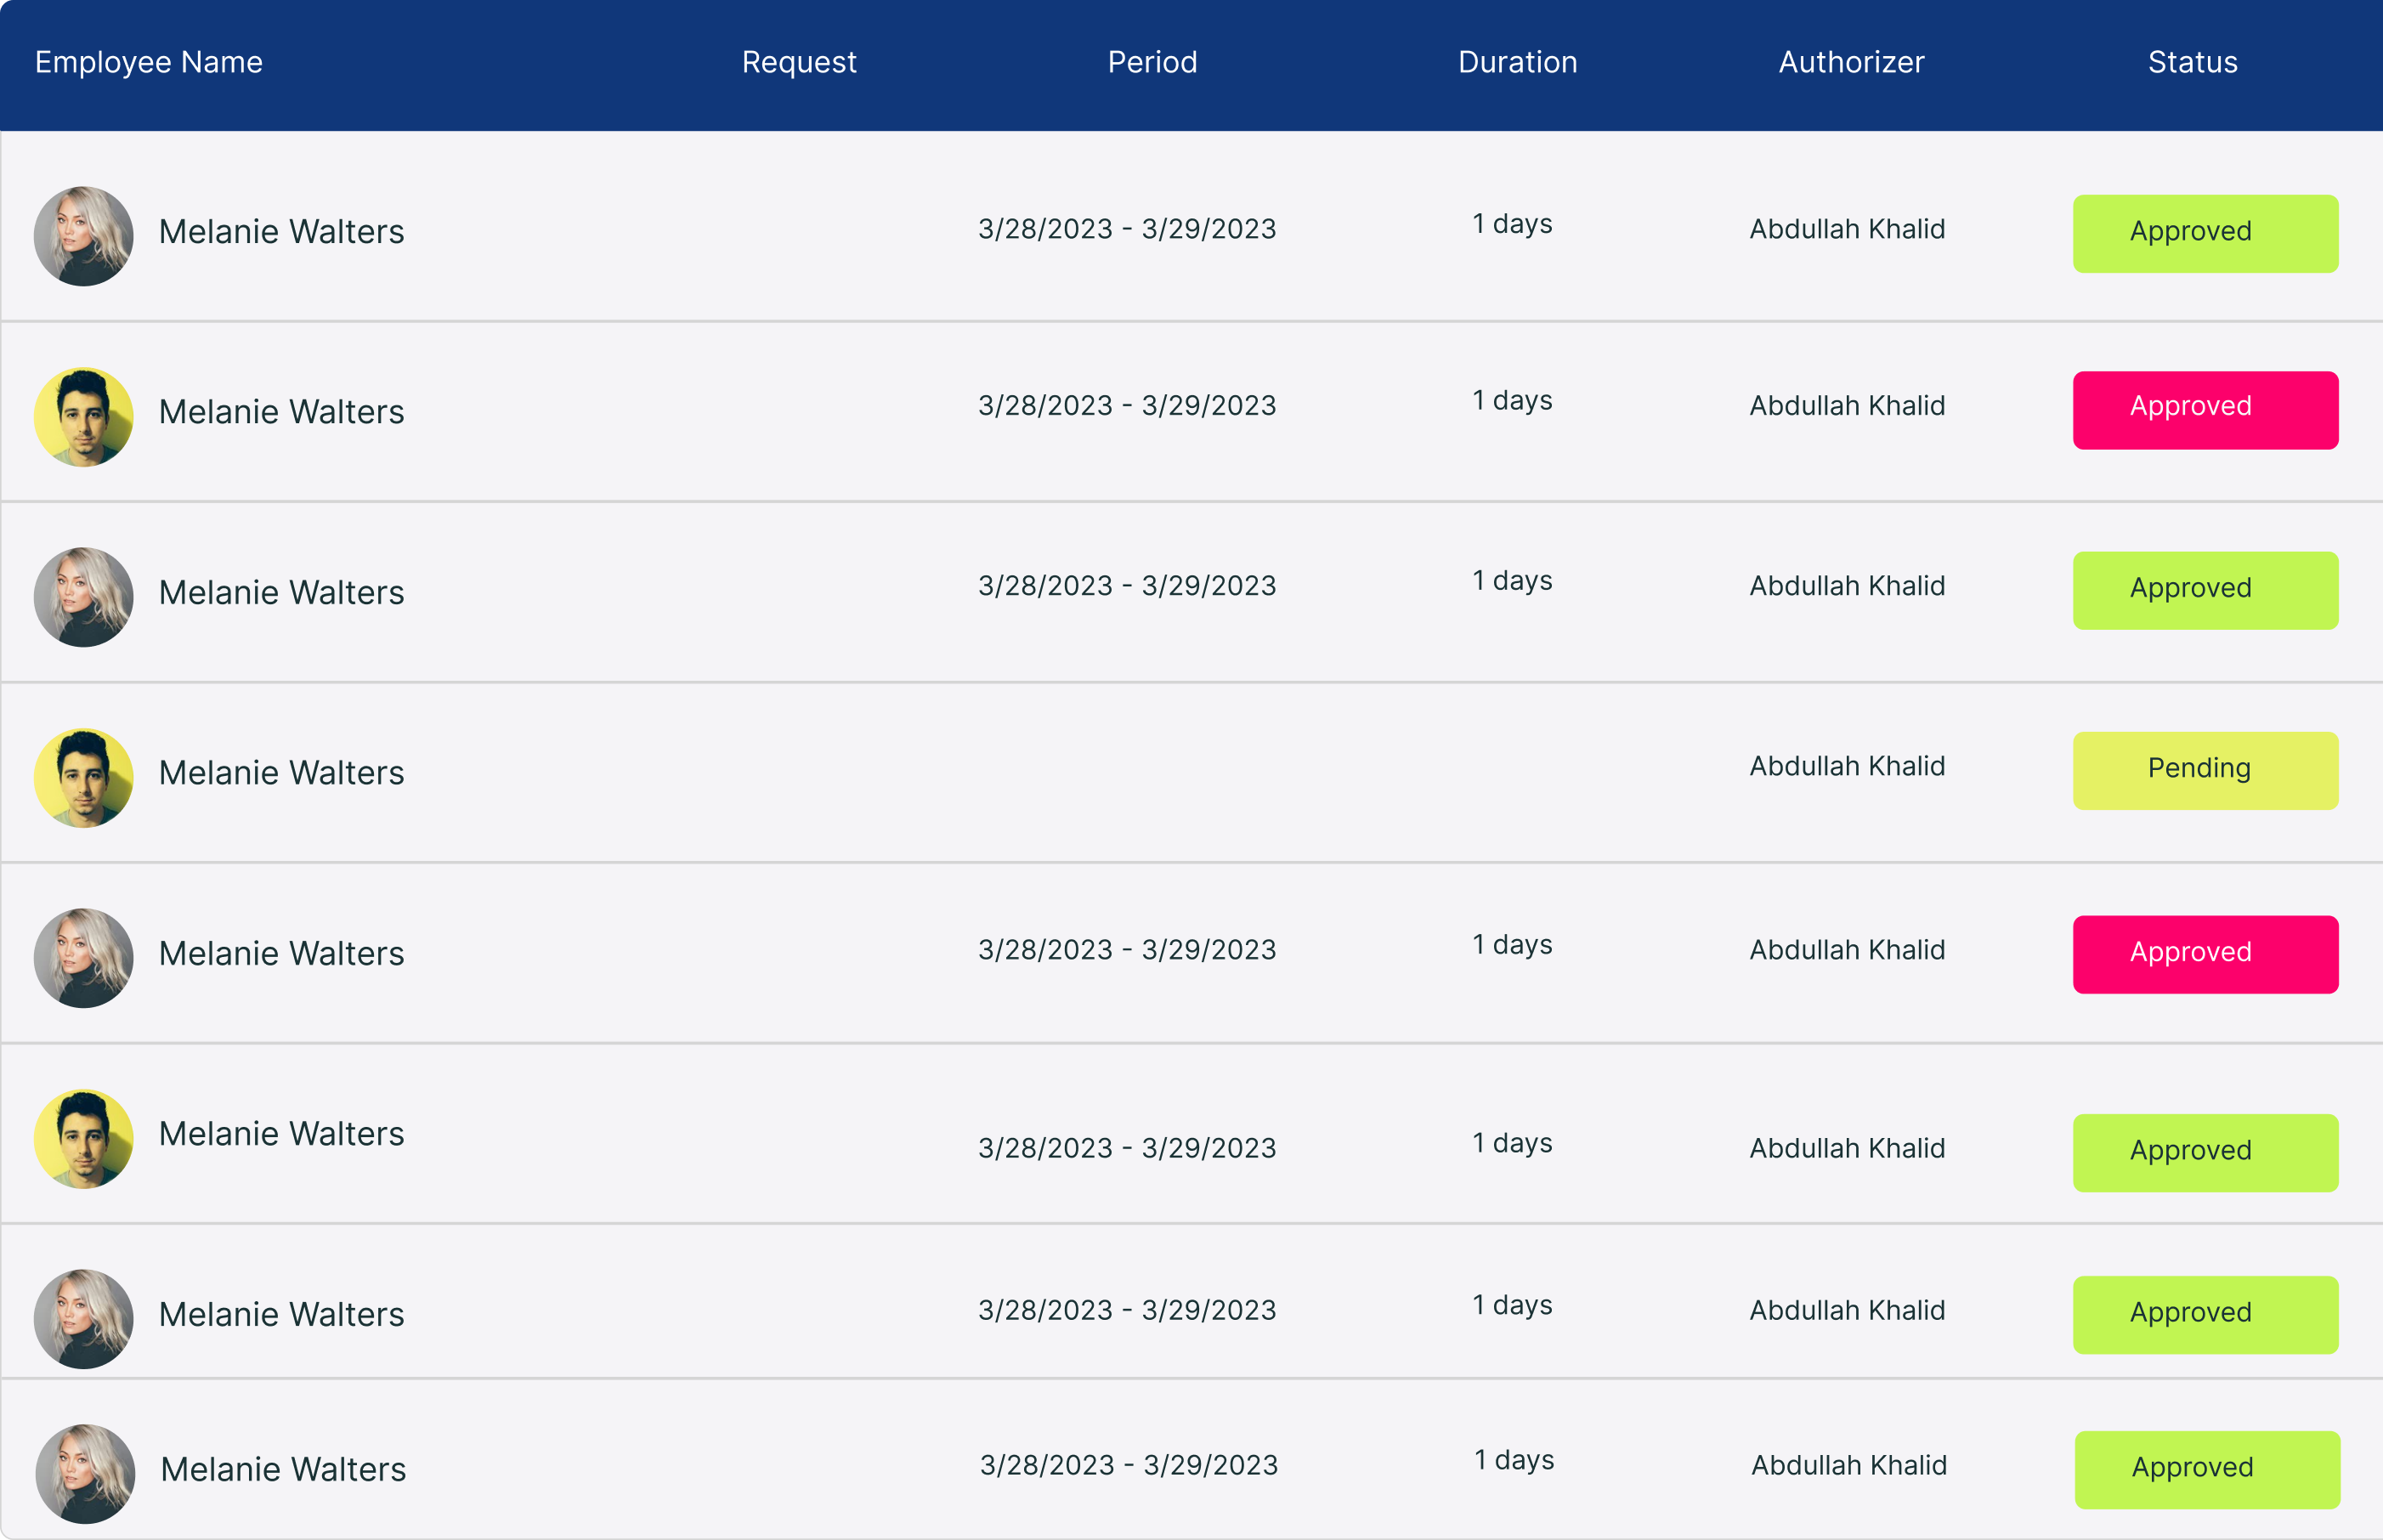 Employee Name Request Period Duration Authorizer Status
Melanie Walters 3/28/2023 - 3/29/2023 1 days Abdullah Khalid Approved
Melanie Walters 3/28/2023 - 3/29/2023 1 days Abdullah Khalid Approved
Melanie Walters 3/28/2023 - 3/29/2023 1 days Abdullah Khalid Approved
Melanie Walters Abdullah Khalid Pending
Melanie Walters 3/28/2023 - 3/29/2023 1 days Abdullah Khalid Approved
Melanie Walters 3/28/2023 - 3/29/2023 1 days Abdullah Khalid Approved
Melanie Walters 3/28/2023 - 3/29/2023 1 days Abdullah Khalid Approved
Melanie Walters 3/28/2023 - 3/29/2023 1 days Abdullah Khalid Approved